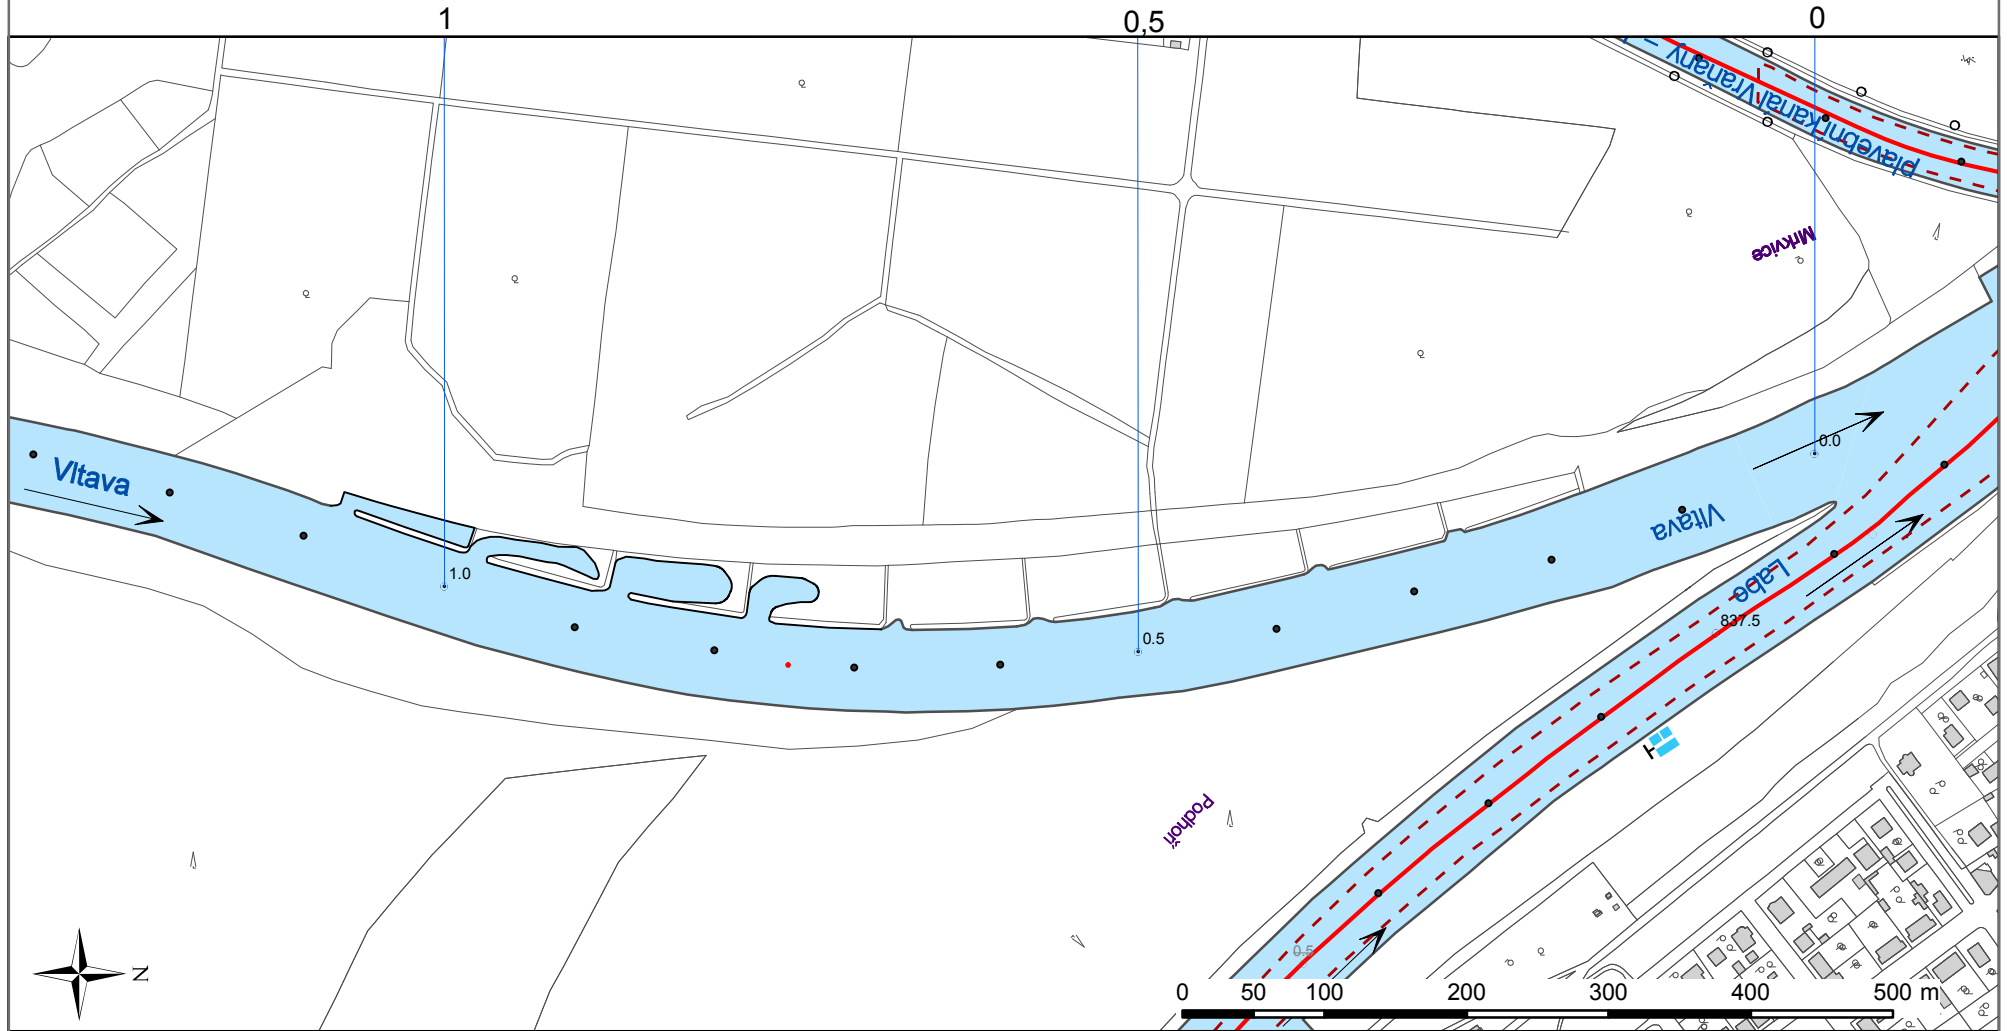 1 0,5 0
plavební kanál Vraňany –
Mrkvice
Vltava
0.0
Vltava
1.0
Labe
837.5
0.5
Podhoří
0.5
N
0 50 100 200 300 400 500 m